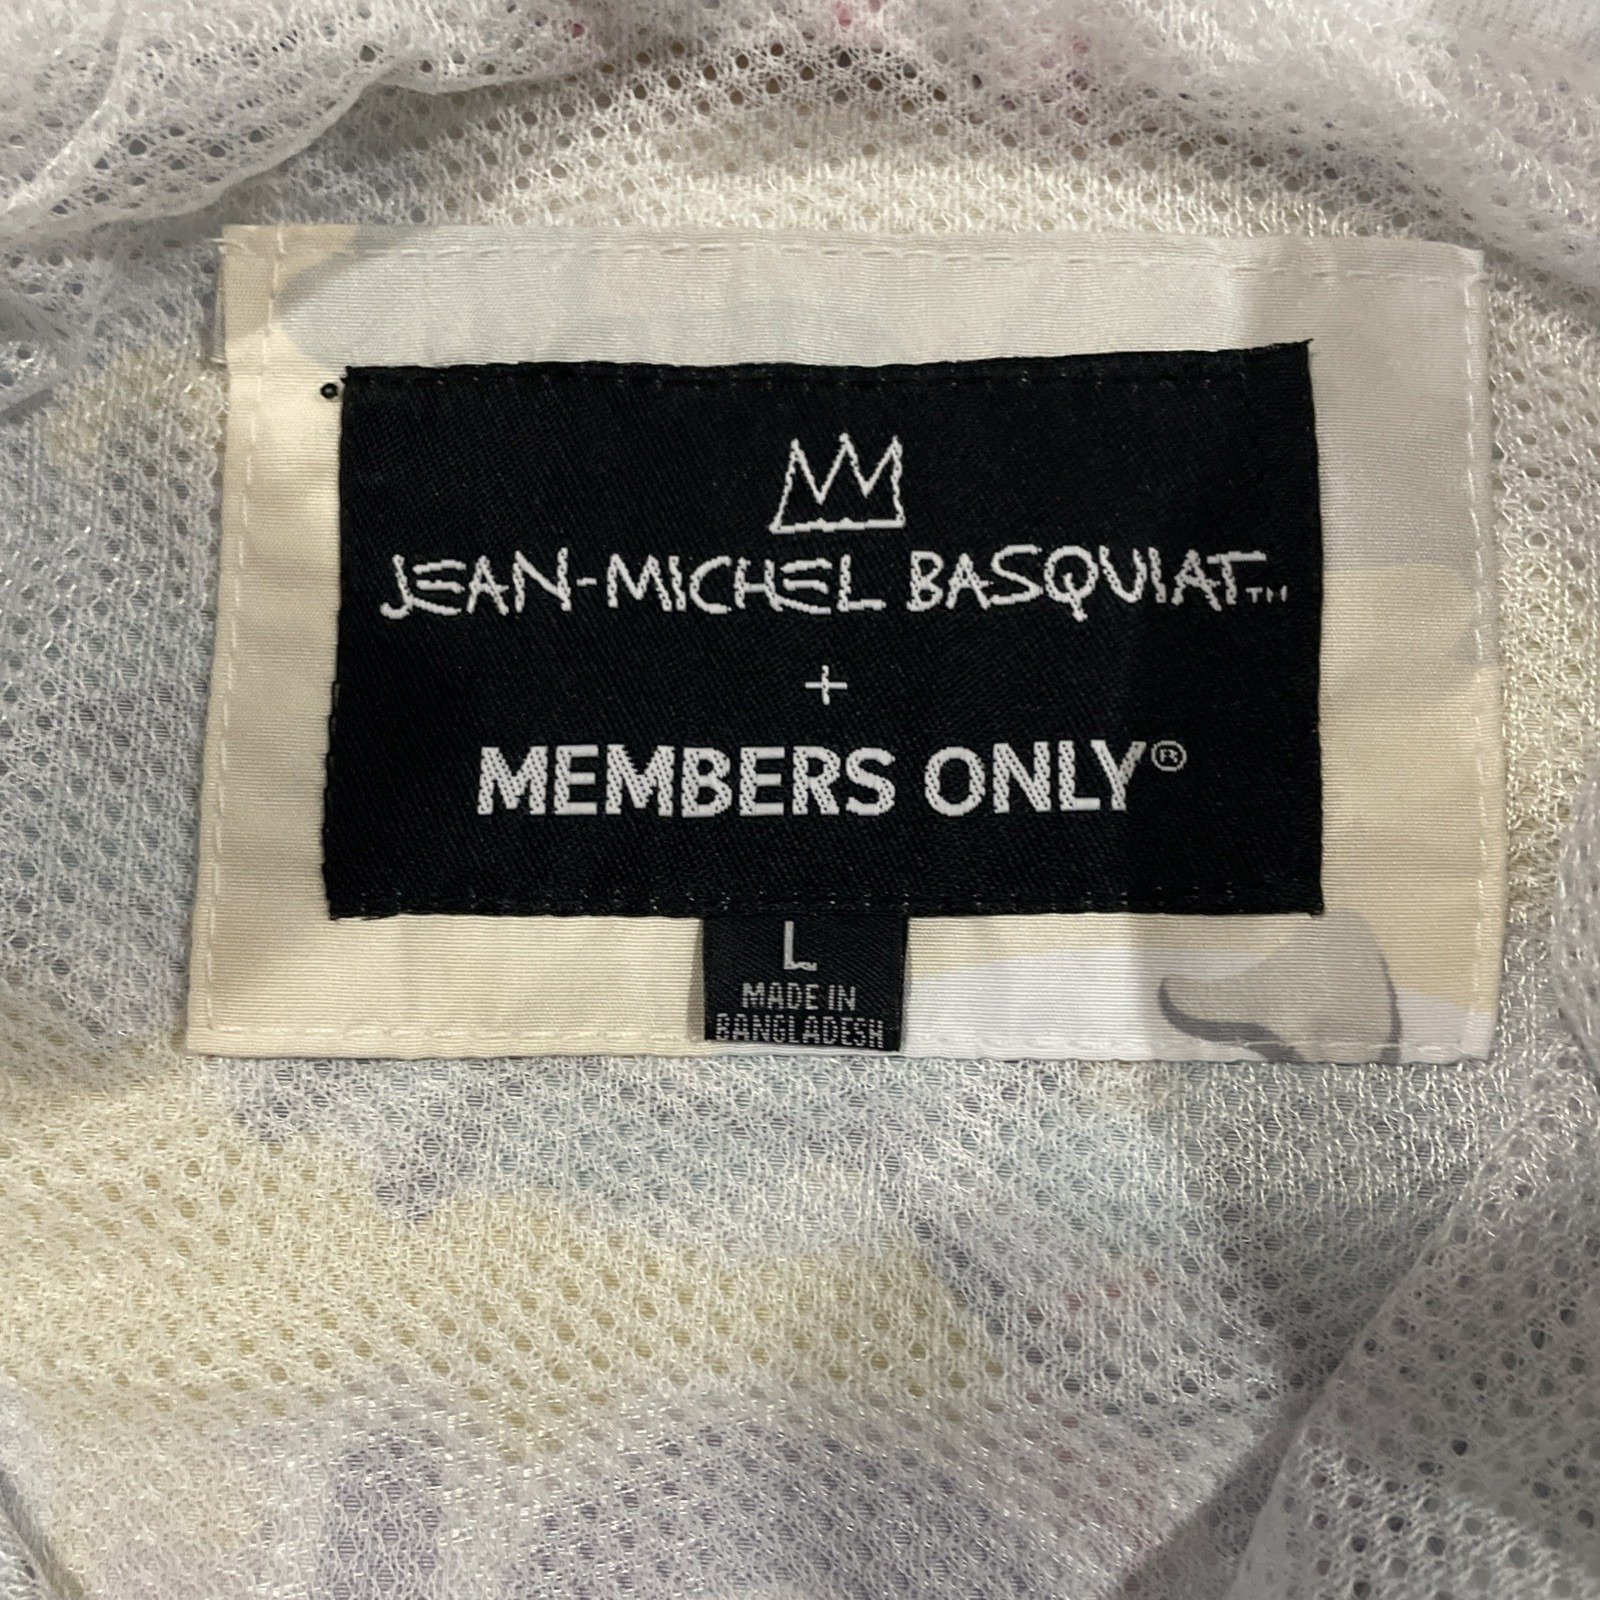 JEAN-MICHEL BASQUIAT™
+
MEMBERS ONLY®
L
MADE IN
BANGLADESH